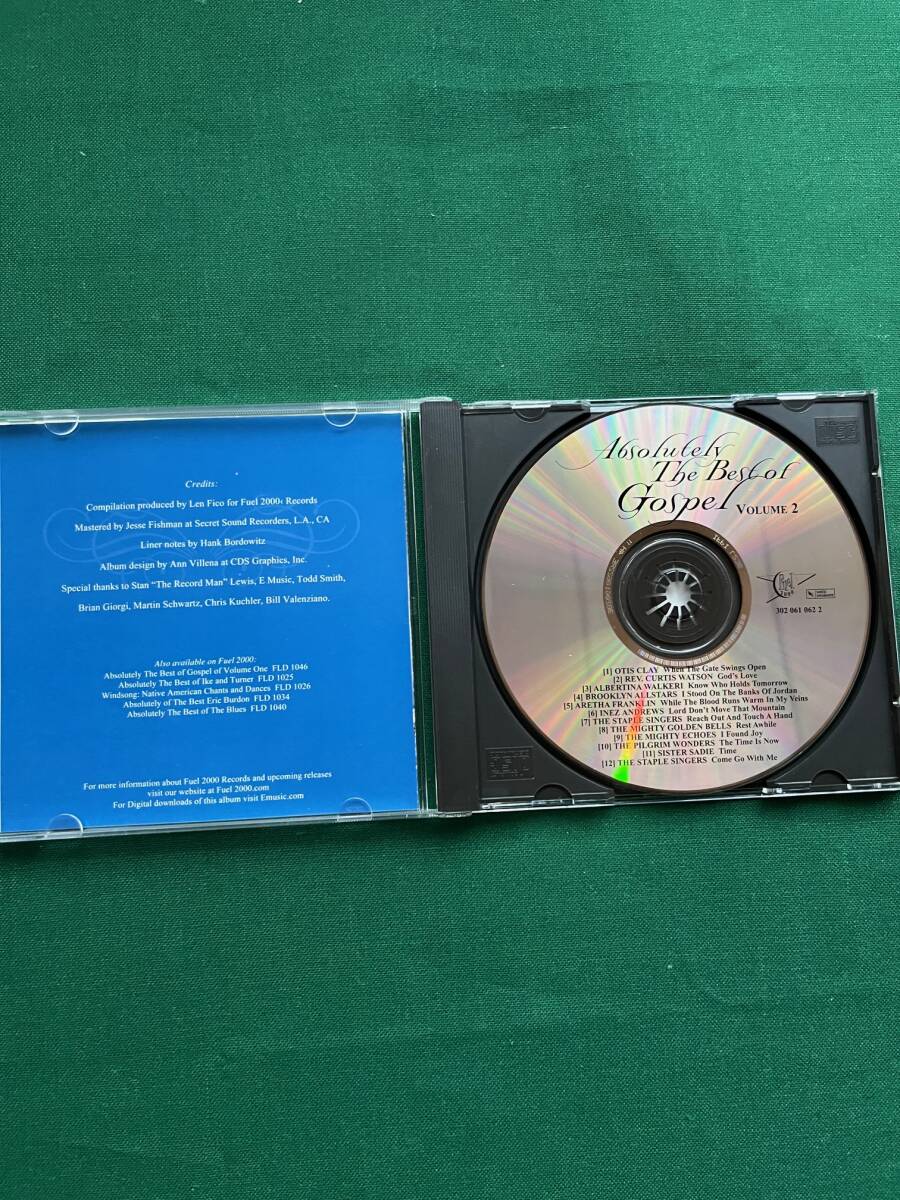 Credits:
Compilation produced by Len Fico for Fuel 2000 Records
Mastered by Jesse Fishman at Secret Sound Recorders, L.A., CA
Liner notes by Hank Bordowitz
Album design by Ann Villena at CDS Graphics, Inc.
Special thanks to Stan "The Record Man" Lewis, E Music, Todd Smith,
Brian Giorgi, Martin Schwartz, Chris Kuchler, Bill Valenziano.
Also available on Fuel 2000:
Absolutely The Best of Gospel of Volume One FLD 1046
Absolutely The Best of Ike and Turner FLD 1025
Windsong: Native American Chants and Dances FLD 1026
Absolutely of The Best Eric Burdon FLD 1034
Absolutely The Best of The Blues FLD 1040
For more information about Fuel 2000 Records and upcoming releases
visit our website at Fuel 2000.com
For Digital downloads of this album visit Emusic.com
Absolutely
The Best of
Gospel VOLUME 2
302 061 062 2
[1] OTIS CLAY When The Gate Swings Open
[2] REV. CURTIS WATSON God's Love
[3] ALBERTINA WALKERI Know Who Holds Tomorrow
[4] BROOKLYN ALLSTARS I Stood On The Banks Of Jordan
[5] ARETHA FRANKLIN While The Blood Runs Warm In My Veins
[6] INEZ ANDREWS Lord Don't Move That Mountain
[7] THE STAPLE SINGERS Reach Out And Touch A Hand
[8] THE MIGHTY GOLDEN BELLS Rest Awhile
[9] THE MIGHTY ECHOES I Found Joy
[10] THE PILGRIM WONDERS The Time Is Now
[11] SISTER SADIE Time
[12] THE STAPLE SINGERS Come Go With Me